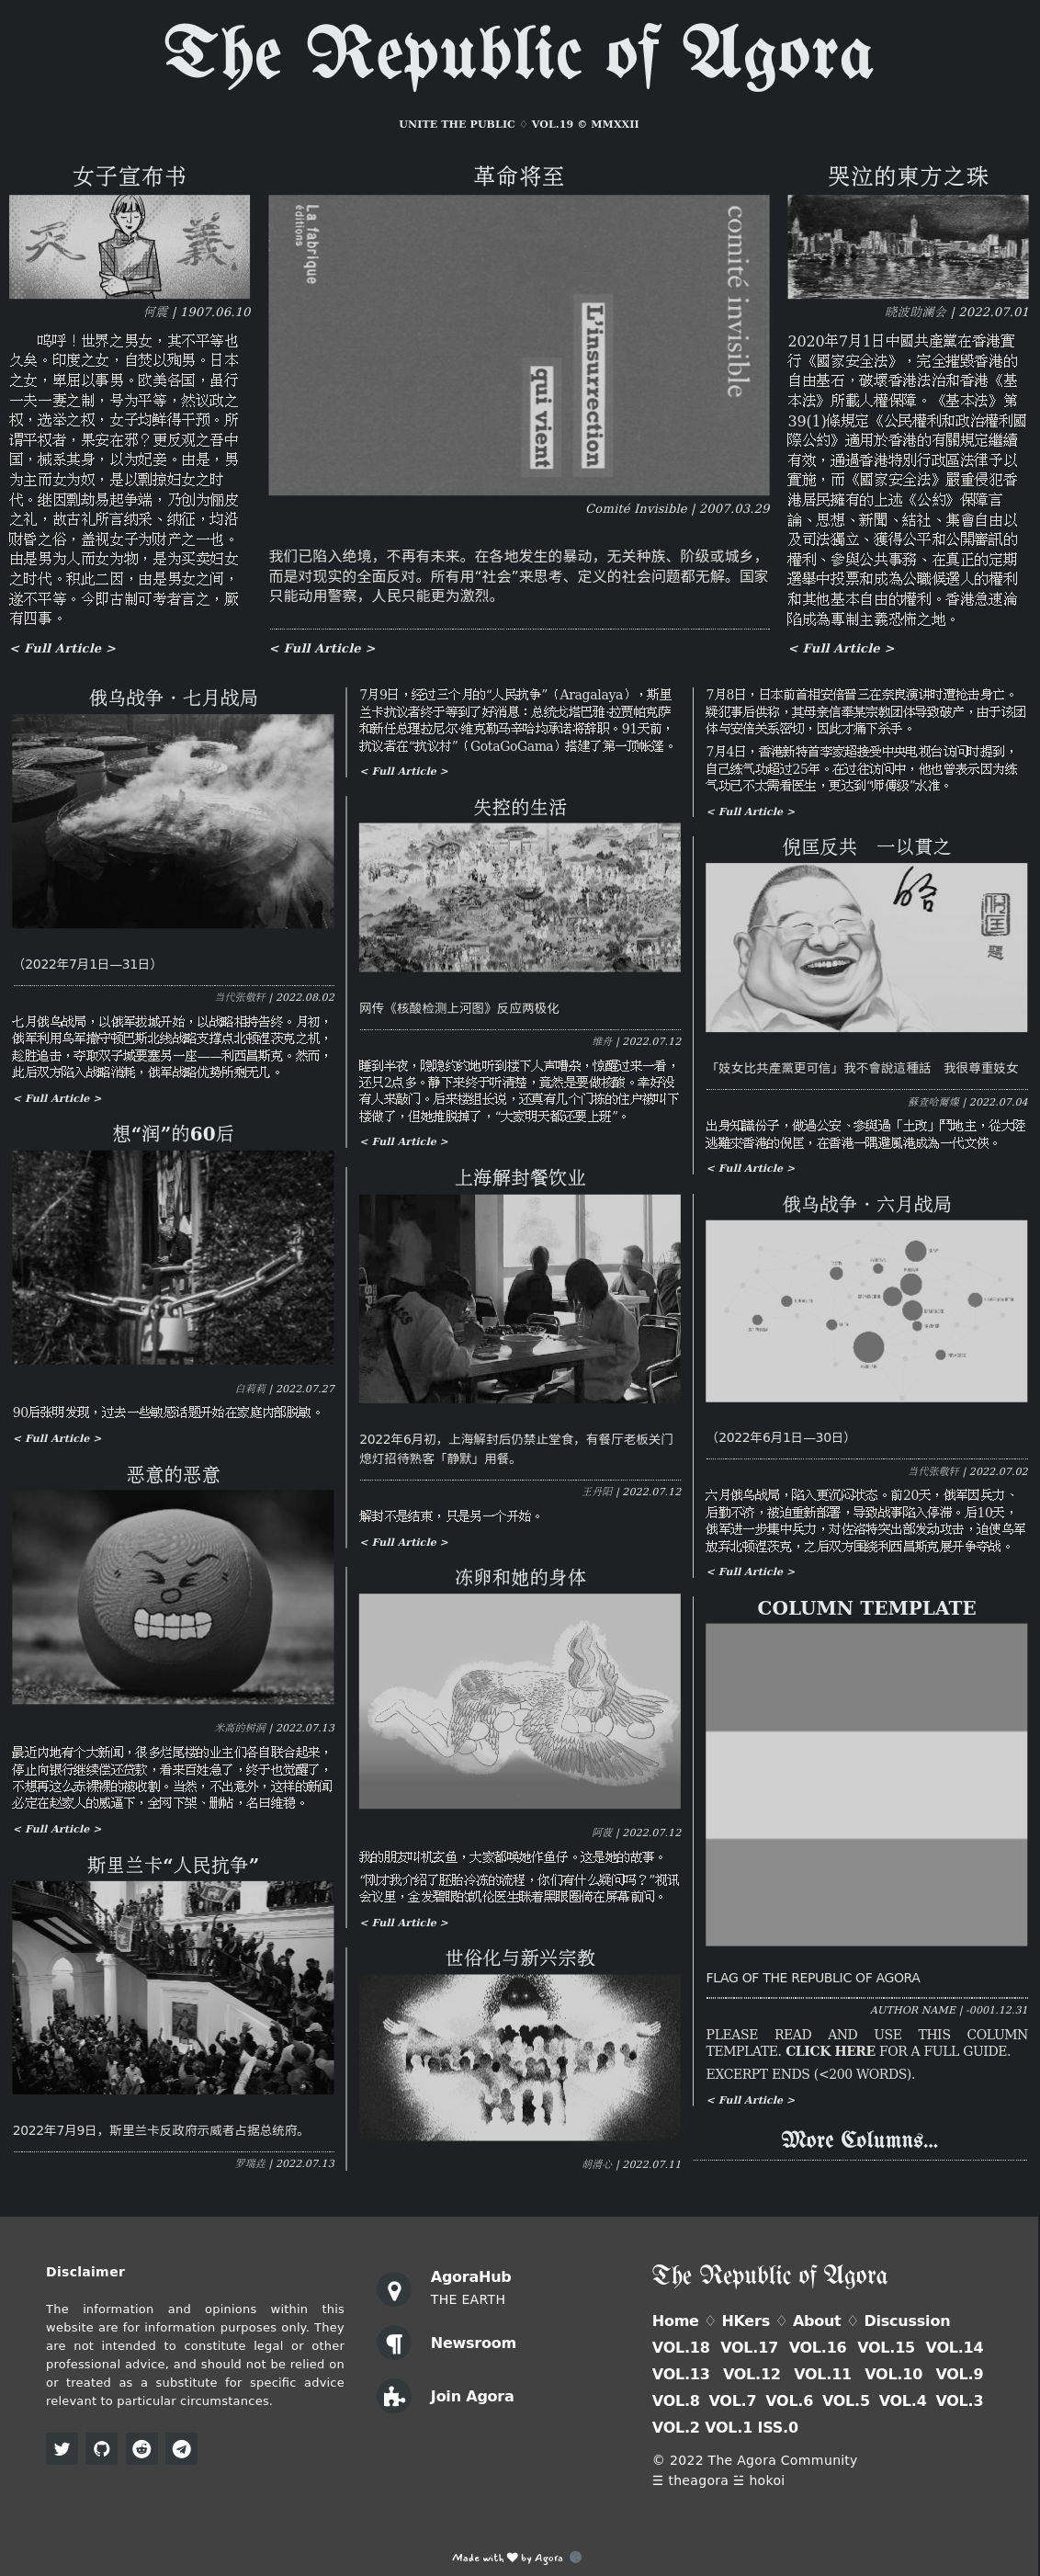 The Republic of Agora
UNITE THE PUBLIC ♢ VOL.19 © MMXXII
女子宣布书
何震 | 1907.06.10
呜呼！世界之男女，其不平等也
久矣。印度之女，自焚以殉男。日本
之女，卑屈以事男。欧美各国，虽行
一夫一妻之制，号为平等，然议政之
权，选举之权，女子均鲜得干预。所
谓平权者，果安在邪？更反观之吾中
国，械系其身，以为妃妾。由是，男
为主而女为奴，是以剽掠妇女之时
代。继因剽劫易起争端，乃创为俪皮
之礼，故古礼所言纳采、纳征，均沿
财昏之俗，盖视女子为财产之一也。
由是男为人而女为物，是为买卖妇女
之时代。积此二因，由是男女之间，
遂不平等。今即古制可考者言之，厥
有四事。
< Full Article >
革命将至
La fabrique
éditions
comité invisible
L'insurrection
qui vient
Comité Invisible | 2007.03.29
我们已陷入绝境，不再有未来。在各地发生的暴动，无关种族、阶级或城乡，
而是对现实的全面反对。所有用“社会”来思考、定义的社会问题都无解。国家
只能动用警察，人民只能更为激烈。
< Full Article >
哭泣的東方之珠
晓波助澜会 | 2022.07.01
2020年7月1日中國共產黨在香港實
行《國家安全法》，完全摧毀香港的
自由基石，破壞香港法治和香港《基
本法》所載人權保障。《基本法》第
39(1)條規定《公民權利和政治權利國
際公約》適用於香港的有關規定繼續
有效，通過香港特別行政區法律予以
實施，而《國家安全法》嚴重侵犯香
港居民擁有的上述《公約》保障言
論、思想、新聞、結社、集會自由以
及司法獨立、獲得公平和公開審訊的
權利、參與公共事務、在真正的定期
選舉中投票和成為公職候選人的權利
和其他基本自由的權利。香港急速淪
陷成為專制主義恐怖之地。
< Full Article >
俄乌战争·七月战局
（2022年7月1日—31日）
当代张敬轩 | 2022.08.02
七月俄乌战局，以俄军拔城开始，以战略相持告终。月初，
俄军利用乌军撤守顿巴斯北线战略支撑点北顿涅茨克之机，
趁胜追击，夺取双子城要塞另一座——利西昌斯克。然而，
此后双方陷入战略消耗，俄军战略优势所剩无几。
< Full Article >
想“润”的60后
白莉莉 | 2022.07.27
90后张明发现，过去一些敏感话题开始在家庭内部脱敏。
< Full Article >
恶意的恶意
米高的树洞 | 2022.07.13
最近内地有个大新闻，很多烂尾楼的业主们各自联合起来，
停止向银行继续偿还贷款，看来百姓急了，终于也觉醒了，
不想再这么赤裸裸的被收割。当然，不出意外，这样的新闻
必定在赵家人的威逼下，全网下架、删帖，名曰维稳。
< Full Article >
斯里兰卡“人民抗争”
2022年7月9日，斯里兰卡反政府示威者占据总统府。
罗瑞垚 | 2022.07.13
7月9日，经过三个月的“人民抗争”（Aragalaya），斯里
兰卡抗议者终于等到了好消息：总统戈塔巴雅·拉贾帕克萨
和新任总理拉尼尔·维克勒马辛哈均承诺将辞职。91天前，
抗议者在“抗议村”（GotaGoGama）搭建了第一顶帐篷。
< Full Article >
失控的生活
网传《核酸检测上河图》反应两极化
维舟 | 2022.07.12
睡到半夜，隐隐约约地听到楼下人声嘈杂，惊醒过来一看，
还只2点多。静下来终于听清楚，竟然是要做核酸。幸好没
有人来敲门。后来楼组长说，还真有几个门栋的住户被叫下
楼做了，但她推脱掉了，“大家明天都还要上班”。
< Full Article >
上海解封餐饮业
2022年6月初，上海解封后仍禁止堂食，有餐厅老板关门
熄灯招待熟客「静默」用餐。
王丹阳 | 2022.07.12
解封不是结束，只是另一个开始。
< Full Article >
冻卵和她的身体
阿菠 | 2022.07.12
我的朋友叫机玄鱼，大家都唤她作鱼仔。这是她的故事。
“刚才我介绍了胚胎冷冻的流程，你们有什么疑问吗？”视讯
会议里，金发碧眼的凯伦医生眯着黑眼圈倚在屏幕前问。
< Full Article >
世俗化与新兴宗教
胡清心 | 2022.07.11
7月8日，日本前首相安倍晋三在奈良演讲时遭枪击身亡。
疑犯事后供称，其母亲信奉某宗教团体导致破产，由于该团
体与安倍关系密切，因此才痛下杀手。
7月4日，香港新特首李家超接受中央电视台访问时提到，
自己练气功超过25年。在过往访问中，他也曾表示因为练
气功已不太需看医生，更达到“师傅级”水准。
< Full Article >
倪匡反共　一以貫之
「妓女比共產黨更可信」我不會說這種話　我很尊重妓女
蘇查哈爾燦 | 2022.07.04
出身知識份子，做過公安、參與過「土改」鬥地主，從大陸
逃難來香港的倪匡，在香港一隅避風港成為一代文俠。
< Full Article >
俄乌战争·六月战局
（2022年6月1日—30日）
当代张敬轩 | 2022.07.02
六月俄乌战局，陷入更沉闷状态。前20天，俄军因兵力、
后勤不济，被迫重新部署，导致战事陷入停滞。后10天，
俄军进一步集中兵力，对佐洛特突出部发动攻击，迫使乌军
放弃北顿涅茨克，之后双方围绕利西昌斯克展开争夺战。
< Full Article >
COLUMN TEMPLATE
FLAG OF THE REPUBLIC OF AGORA
AUTHOR NAME | -0001.12.31
PLEASE READ AND USE THIS COLUMN
TEMPLATE. CLICK HERE FOR A FULL GUIDE.
EXCERPT ENDS (<200 WORDS).
< Full Article >
More Columns...
Disclaimer
The information and opinions within this
website are for information purposes only. They
are not intended to constitute legal or other
professional advice, and should not be relied on
or treated as a substitute for specific advice
relevant to particular circumstances.
AgoraHub
THE EARTH
Newsroom
Join Agora
The Republic of Agora
Home ♢ HKers ♢ About ♢ Discussion
VOL.18 VOL.17 VOL.16 VOL.15 VOL.14
VOL.13 VOL.12 VOL.11 VOL.10 VOL.9
VOL.8 VOL.7 VOL.6 VOL.5 VOL.4 VOL.3
VOL.2 VOL.1 ISS.0
© 2022 The Agora Community
☰ theagora ☱ hokoi
Made with ♥ by Agora